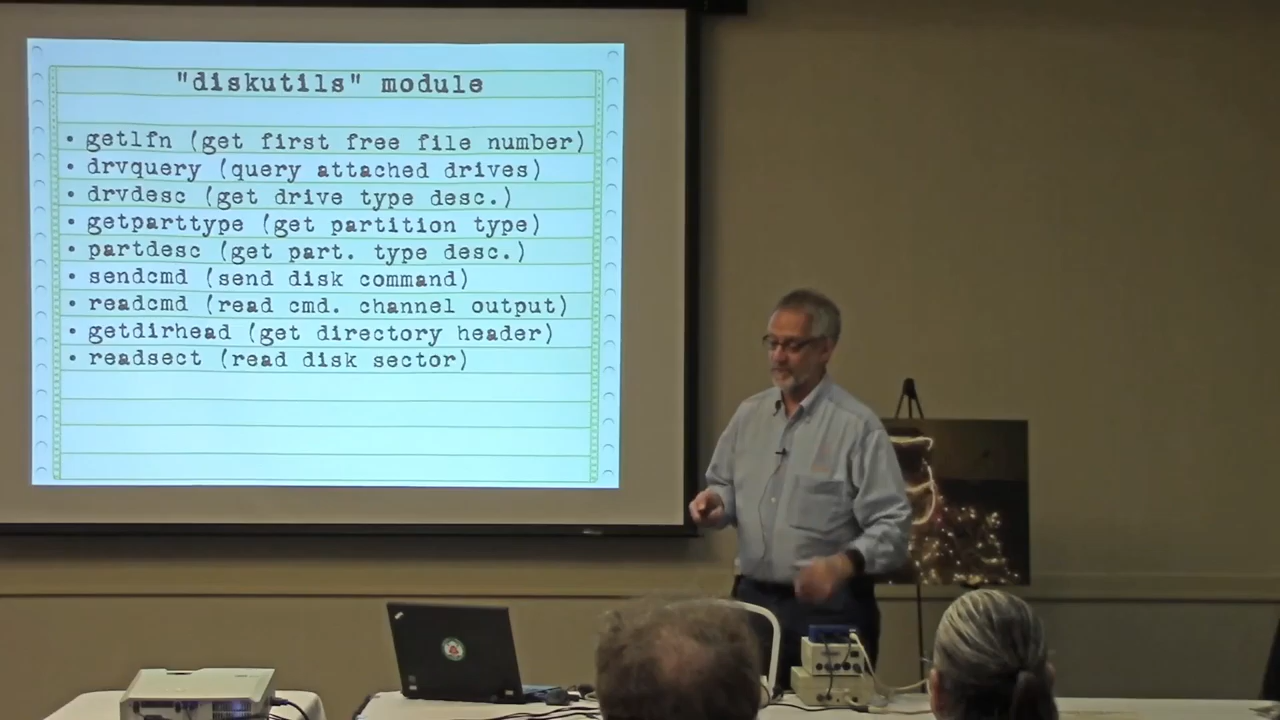 "diskutils" module
• getlfn (get first free file number)
• drvquery (query attached drives)
• drvdesc (get drive type desc.)
• getparttype (get partition type)
• partdesc (get part. type desc.)
• sendcmd (send disk command)
• readcmd (read cmd. channel output)
• getdirhead (get directory header)
• readsect (read disk sector)